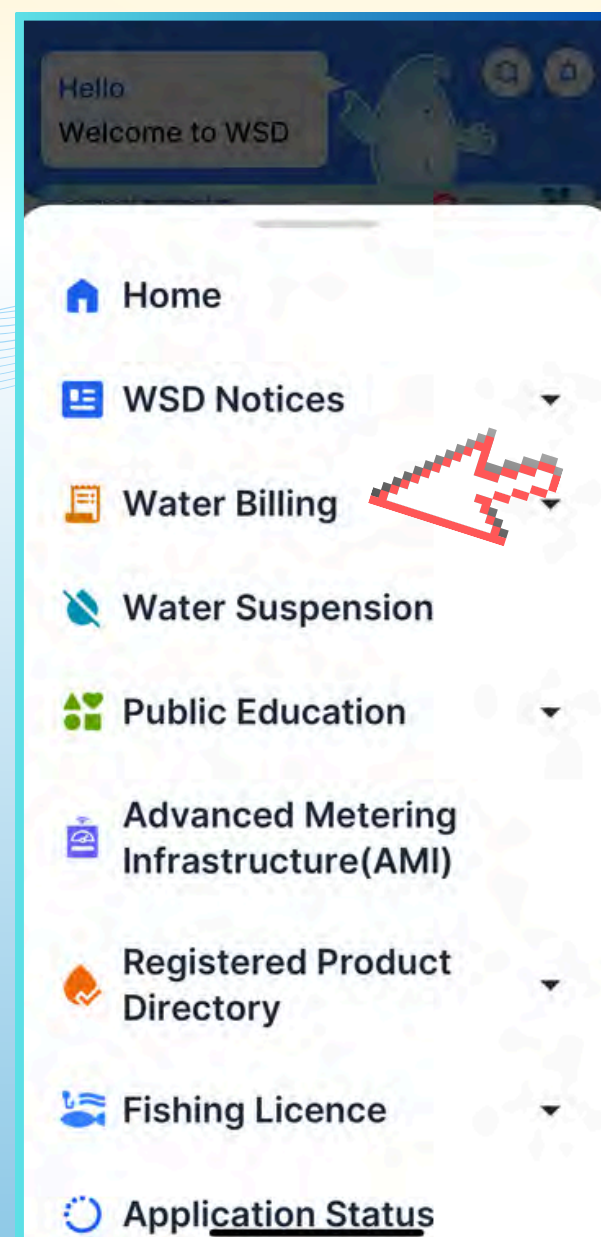 Hello
Welcome to WSD
Home
WSD Notices
Water Billing
Water Suspension
Public Education
Advanced Metering
Infrastructure(AMI)
Registered Product
Directory
Fishing Licence
Application Status